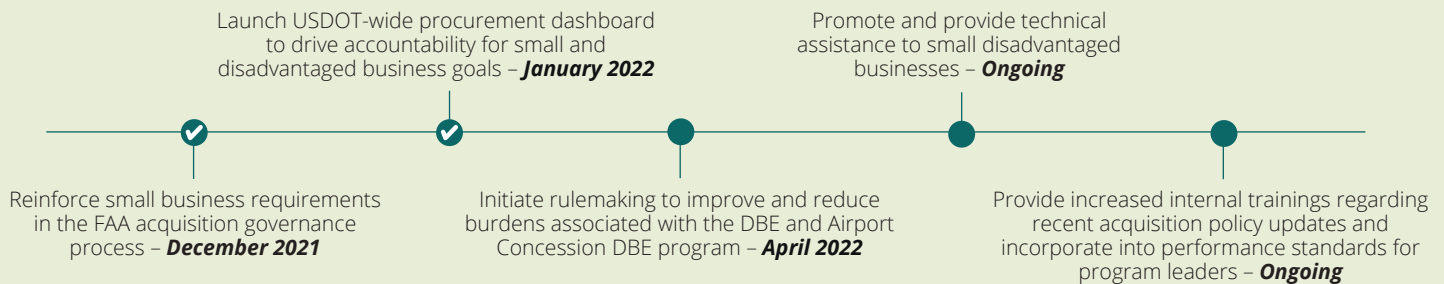 Launch USDOT-wide procurement dashboard
to drive accountability for small and
disadvantaged business goals – January 2022
Promote and provide technical
assistance to small disadvantaged
businesses – Ongoing
Reinforce small business requirements
in the FAA acquisition governance
process – December 2021
Initiate rulemaking to improve and reduce
burdens associated with the DBE and Airport
Concession DBE program – April 2022
Provide increased internal trainings regarding
recent acquisition policy updates and
incorporate into performance standards for
program leaders – Ongoing